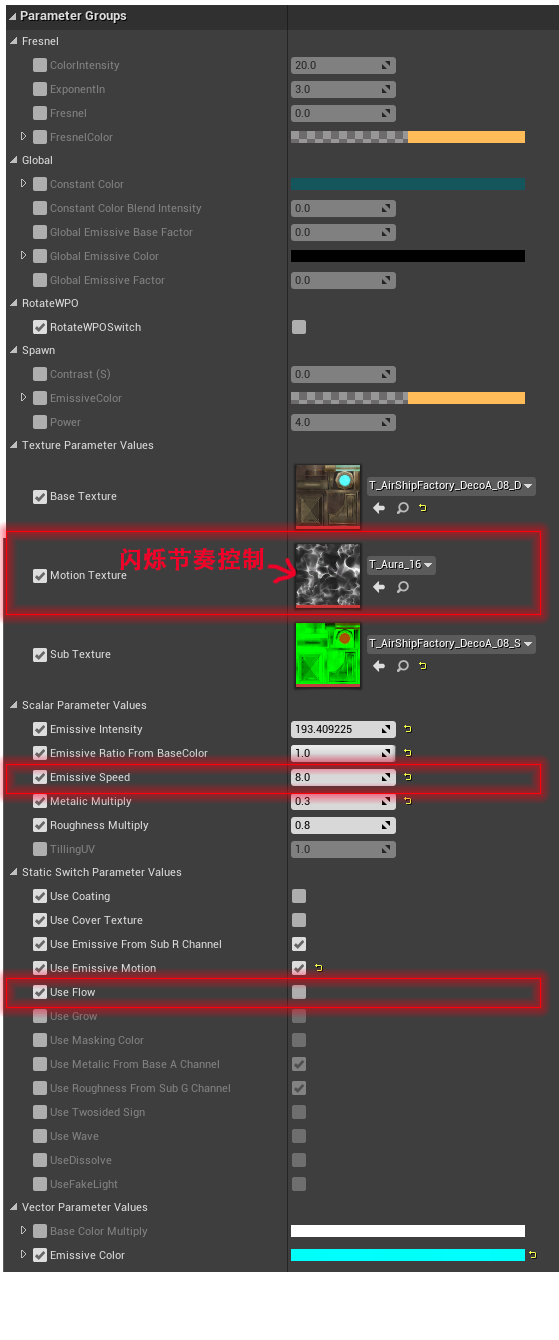 Parameter Groups
Fresnel
ColorIntensity 20.0
ExponentIn 3.0
Fresnel 0.0
FresnelColor
Global
Constant Color
Constant Color Blend Intensity 0.0
Global Emissive Base Factor 0.0
Global Emissive Color
Global Emissive Factor 0.0
RotateWPO
RotateWPOSwitch
Spawn
Contrast (S) 0.0
EmissiveColor
Power 4.0
Texture Parameter Values
Base Texture T_AirShipFactory_DecoA_08_D
闪烁节奏控制
Motion Texture T_Aura_16
Sub Texture T_AirShipFactory_DecoA_08_S
Scalar Parameter Values
Emissive Intensity 193.409225
Emissive Ratio From BaseColor 1.0
Emissive Speed 8.0
Metalic Multiply 0.3
Roughness Multiply 0.8
TillingUV 1.0
Static Switch Parameter Values
Use Coating
Use Cover Texture
Use Emissive From Sub R Channel
Use Emissive Motion
Use Flow
Use Grow
Use Masking Color
Use Metalic From Base A Channel
Use Roughness From Sub G Channel
Use Twosided Sign
Use Wave
UseDissolve
UseFakeLight
Vector Parameter Values
Base Color Multiply
Emissive Color